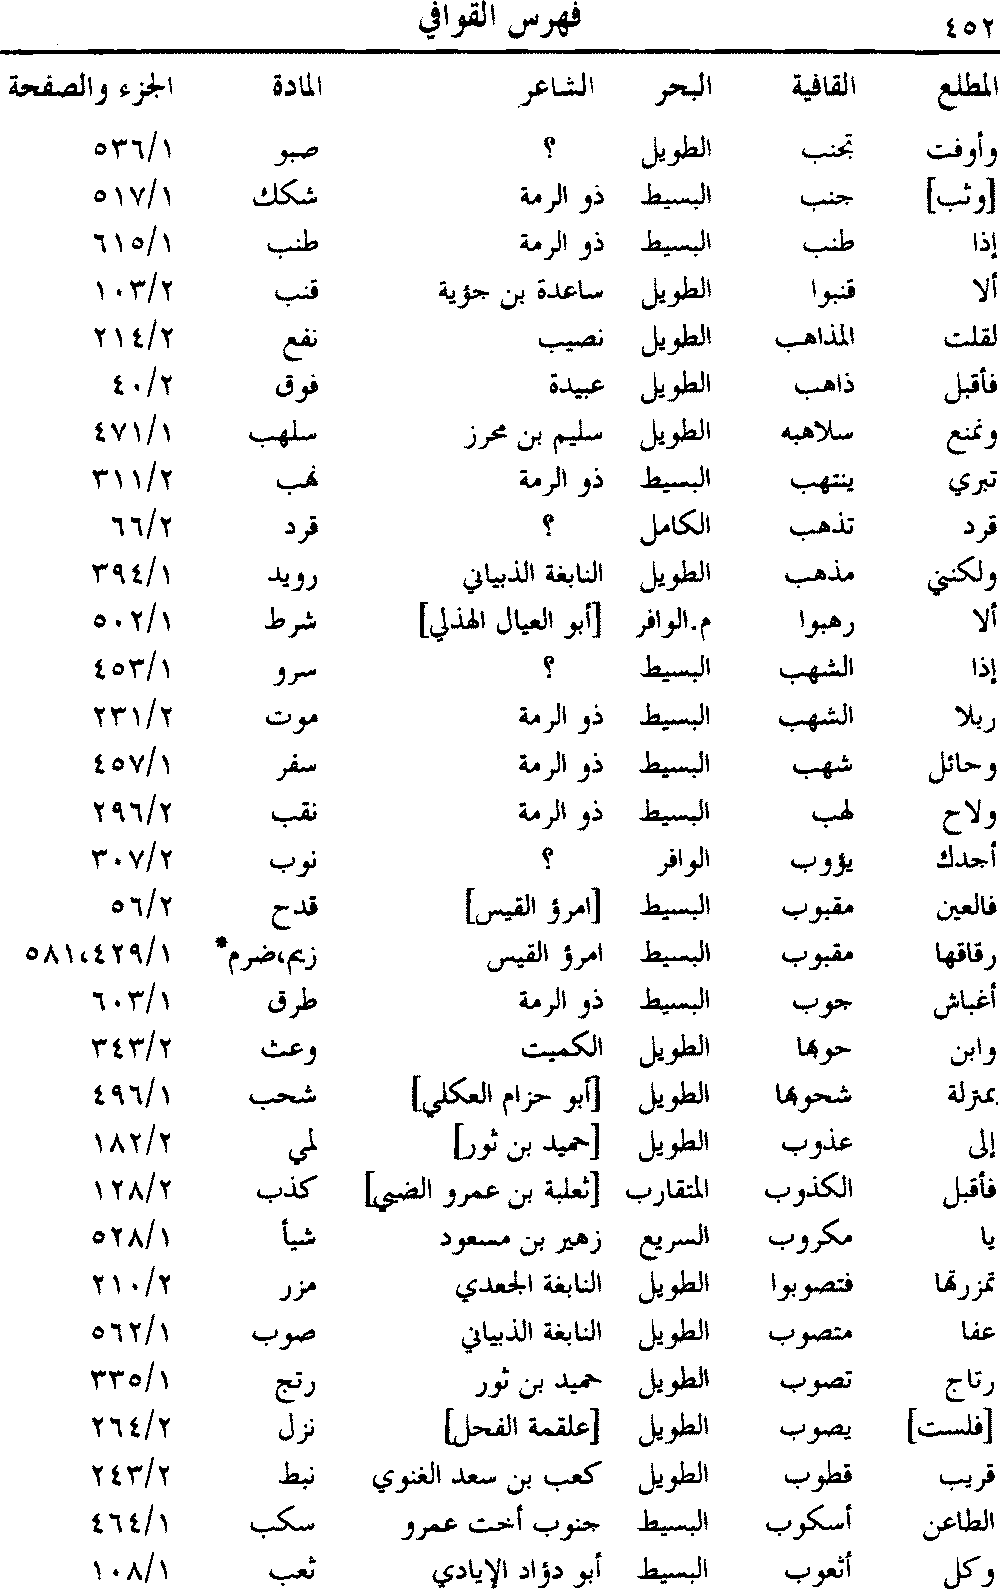 ٤٥٢ فهرس القوافي
المطلع القافية البحر الشاعر المادة الجزء والصفحة
وأوفت تجنب الطويل ؟ صبو ٥٣٦/١
[وثب] جنب البسيط ذو الرمة شكك ٥١٧/١
إذا طنب البسيط ذو الرمة طنب ٦١٥/١
ألا قنبوا الطويل ساعدة بن جؤية قنب ١٠٣/٢
لقلت المذاهب الطويل نصيب نفع ٢١٤/٢
فأقبل ذاهب الطويل عبيدة فوق ٤٠/٢
وتمنع سلاهبه الطويل سليم بن محرز سلهب ٤٧١/١
تبري ينتهب البسيط ذو الرمة نهب ٣١١/٢
قرد تذهب الكامل ؟ قرد ٦٦/٢
ولكنني مذهب الطويل النابغة الذبياني رويد ٣٩٤/١
ألا رهبوا م.الوافر [أبو العيال الهذلي] شرط ٥٠٢/١
إذا الشهب البسيط ؟ سرو ٤٥٣/١
ربلا الشهب البسيط ذو الرمة موت ٢٣١/٢
وحائل شهب البسيط ذو الرمة سفر ٤٥٧/١
ولاح لهب البسيط ذو الرمة نقب ٢٩٦/٢
أجدك يؤوب الوافر ؟ نوب ٣٠٧/٢
فالعين مقبوب البسيط [امرؤ القيس] قدح ٥٦/٢
رقاقها مقبوب البسيط امرؤ القيس زيم،ضرم* ٥٨١،٤٢٩/١
أغباش جوب البسيط ذو الرمة طرق ٦٠٣/١
وابن حوبها الطويل الكميت وعث ٣٤٣/٢
بمنزلة شحوبها الطويل [أبو حزام العكلي] شحب ٤٩٦/١
إلى عذوب الطويل [حميد بن ثور] لمي ١٨٢/٢
فأقبل الكذوب المتقارب [ثعلبة بن عمرو الضبي] كذب ١٢٨/٢
يا مكروب السريع زهير بن مسعود شيأ ٥٢٨/١
تمزرتها فتصوبوا الطويل النابغة الجعدي مزر ٢١٠/٢
عفا متصوب الطويل النابغة الذبياني صوب ٥٦٢/١
رتاج تصوب الطويل حميد بن ثور رتج ٣٣٥/١
[فلست] يصوب الطويل [علقمة الفحل] نزل ٢٦٤/٢
قريب قطوب الطويل كعب بن سعد الغنوي نبط ٢٤٣/٢
الطاعن أسكوب البسيط جنوب أخت عمرو سكب ٤٦٤/١
وكل أثعوب البسيط أبو دؤاد الإيادي ثعب ١٠٨/١